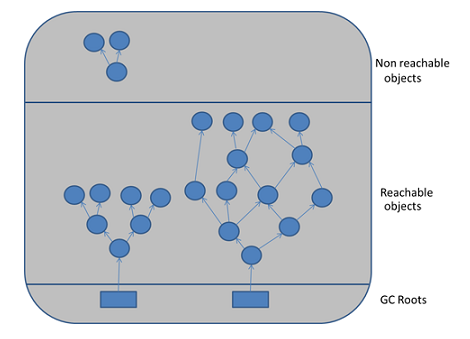 Non reachable
objects
Reachable
objects
GC Roots